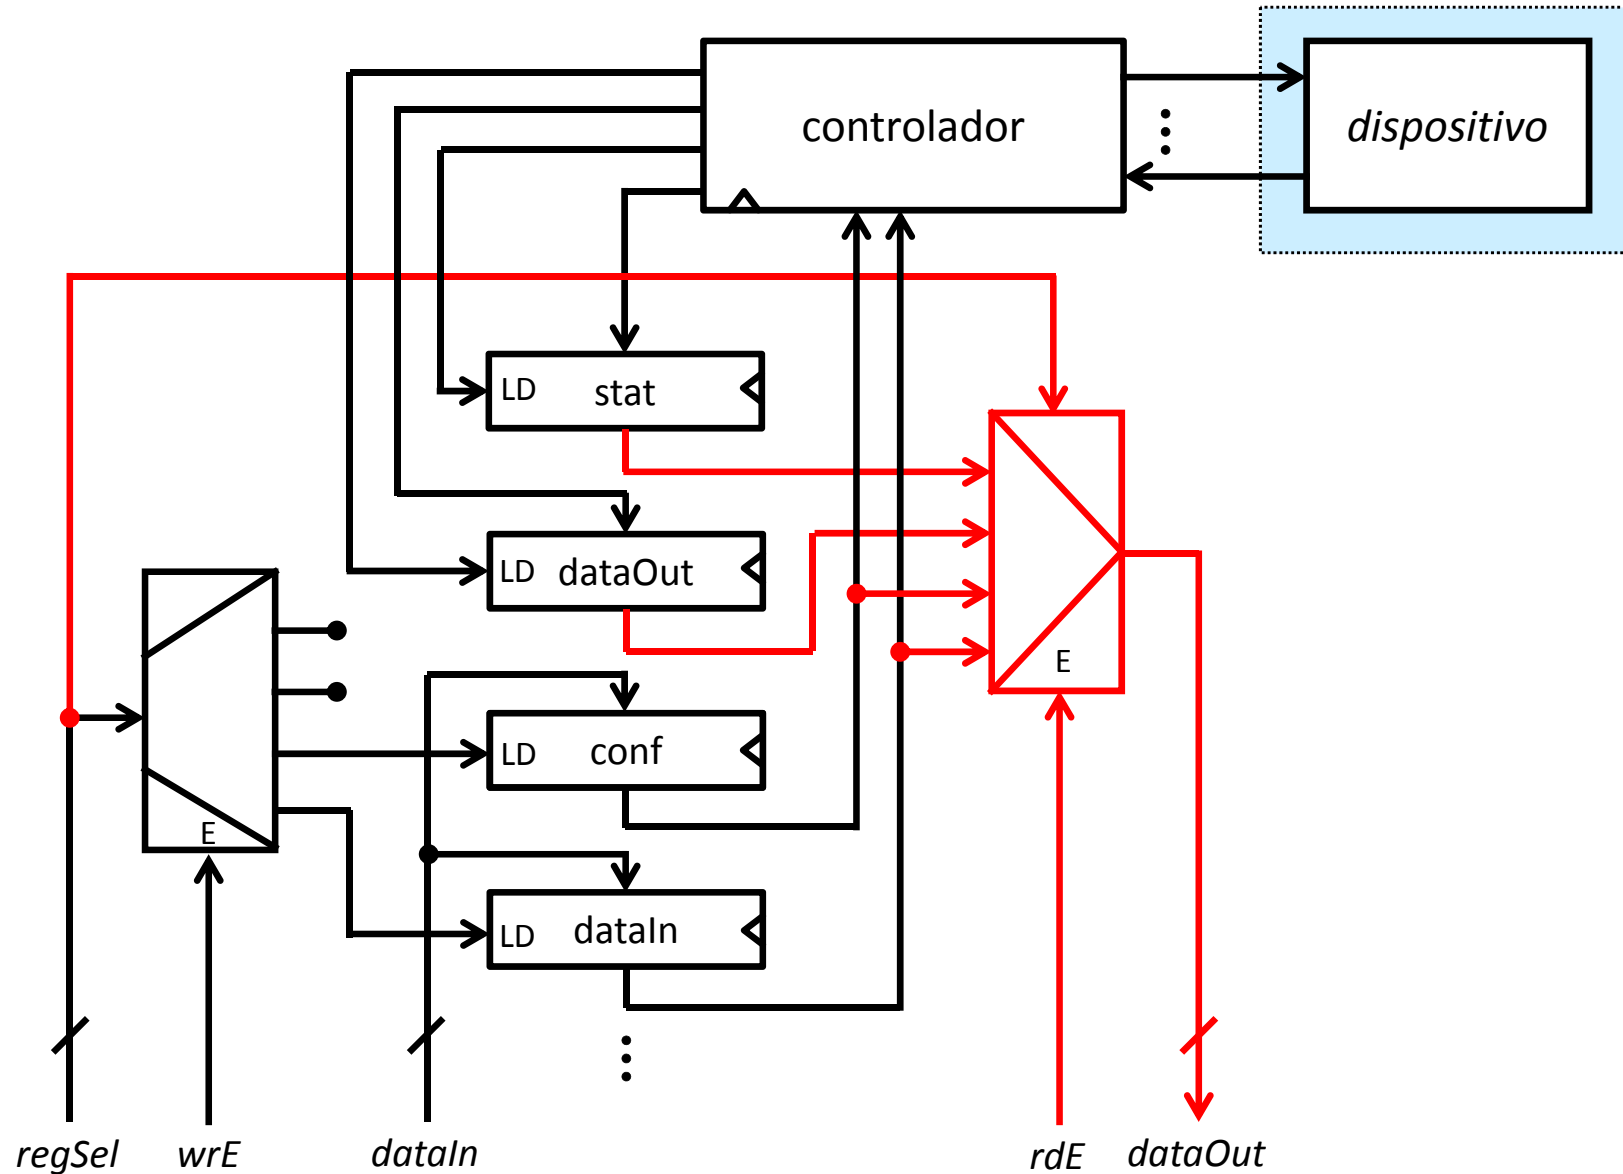 controlador
dispositivo
LD stat
LD dataOut
E
LD conf
E
LD dataIn
regSel wrE dataIn rdE dataOut